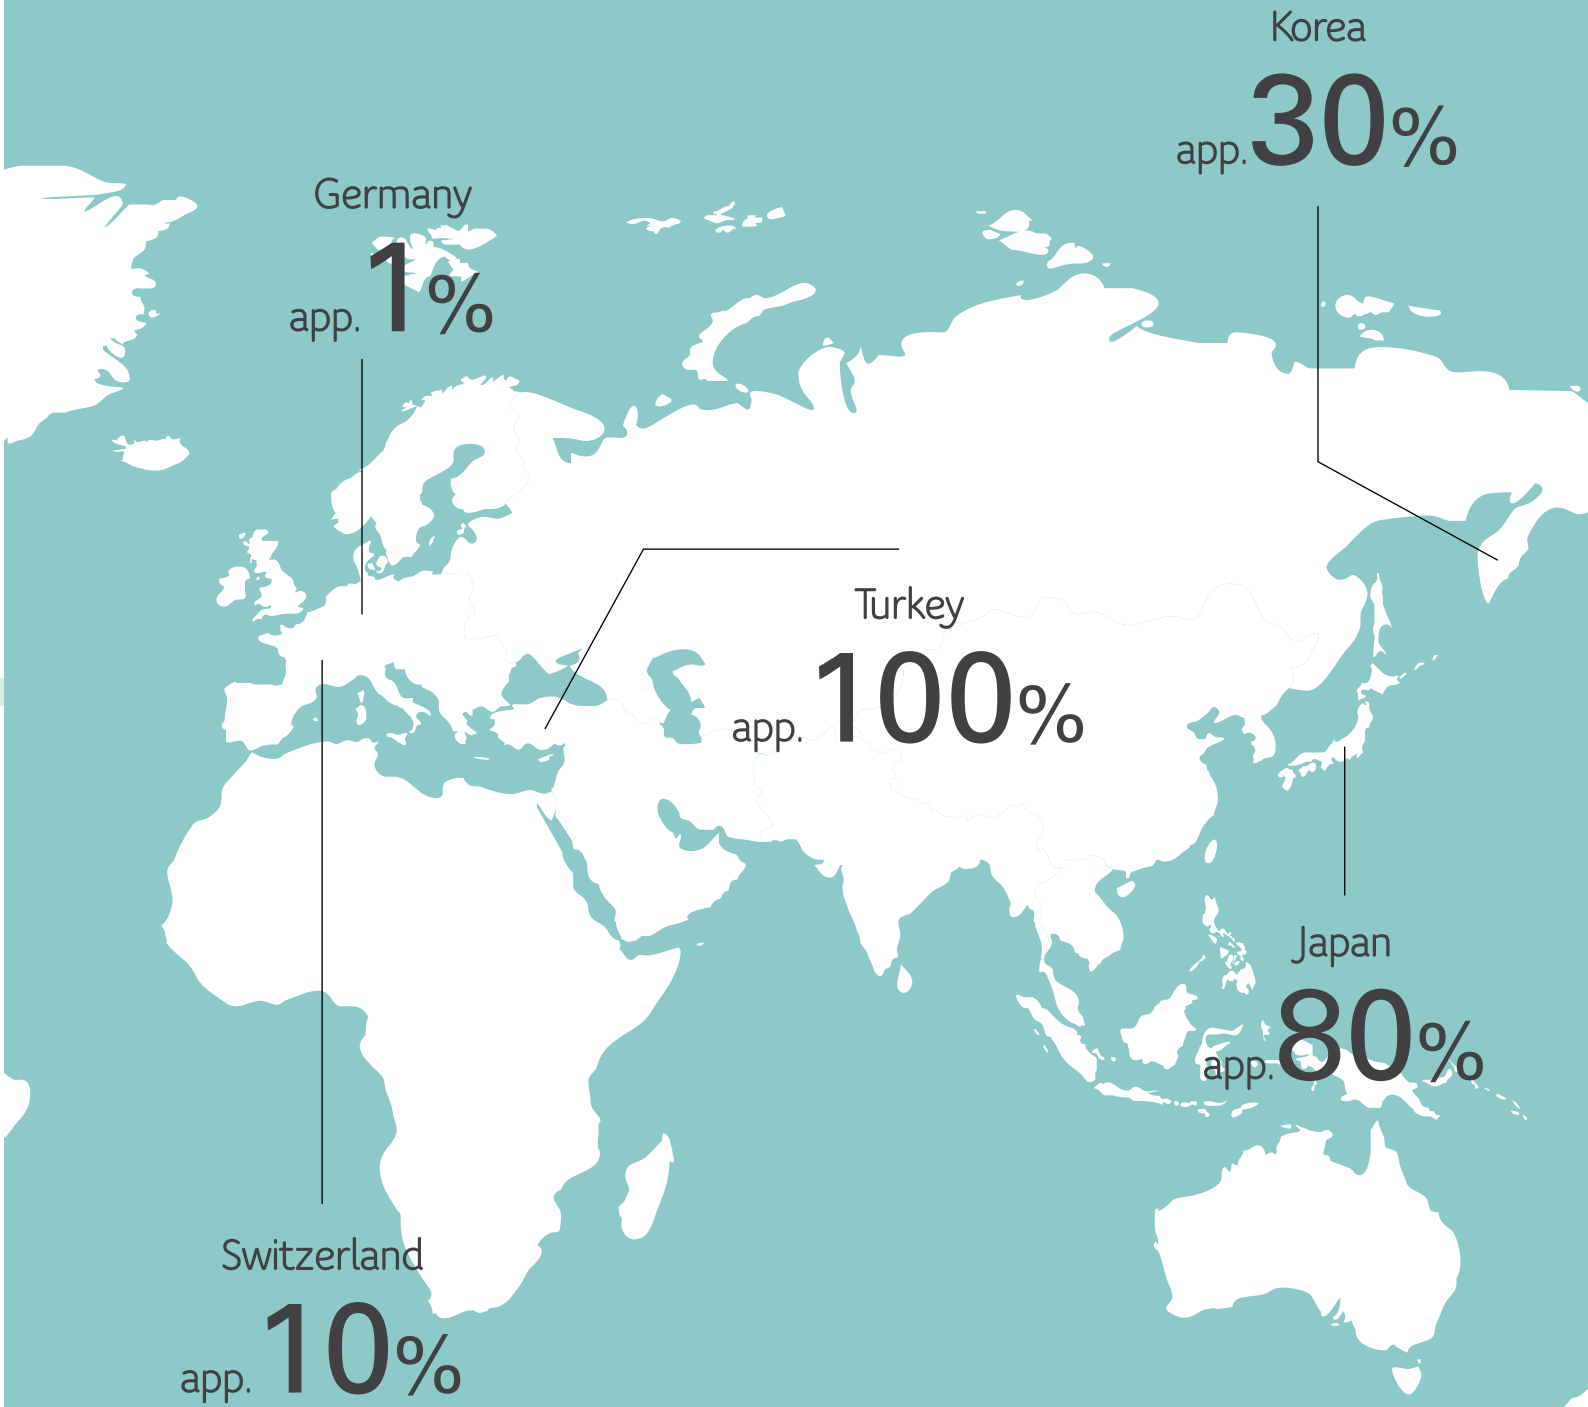 Korea
app.30%
Germany
app. 1%
Turkey
app. 100%
Japan
app. 80%
Switzerland
app. 10%